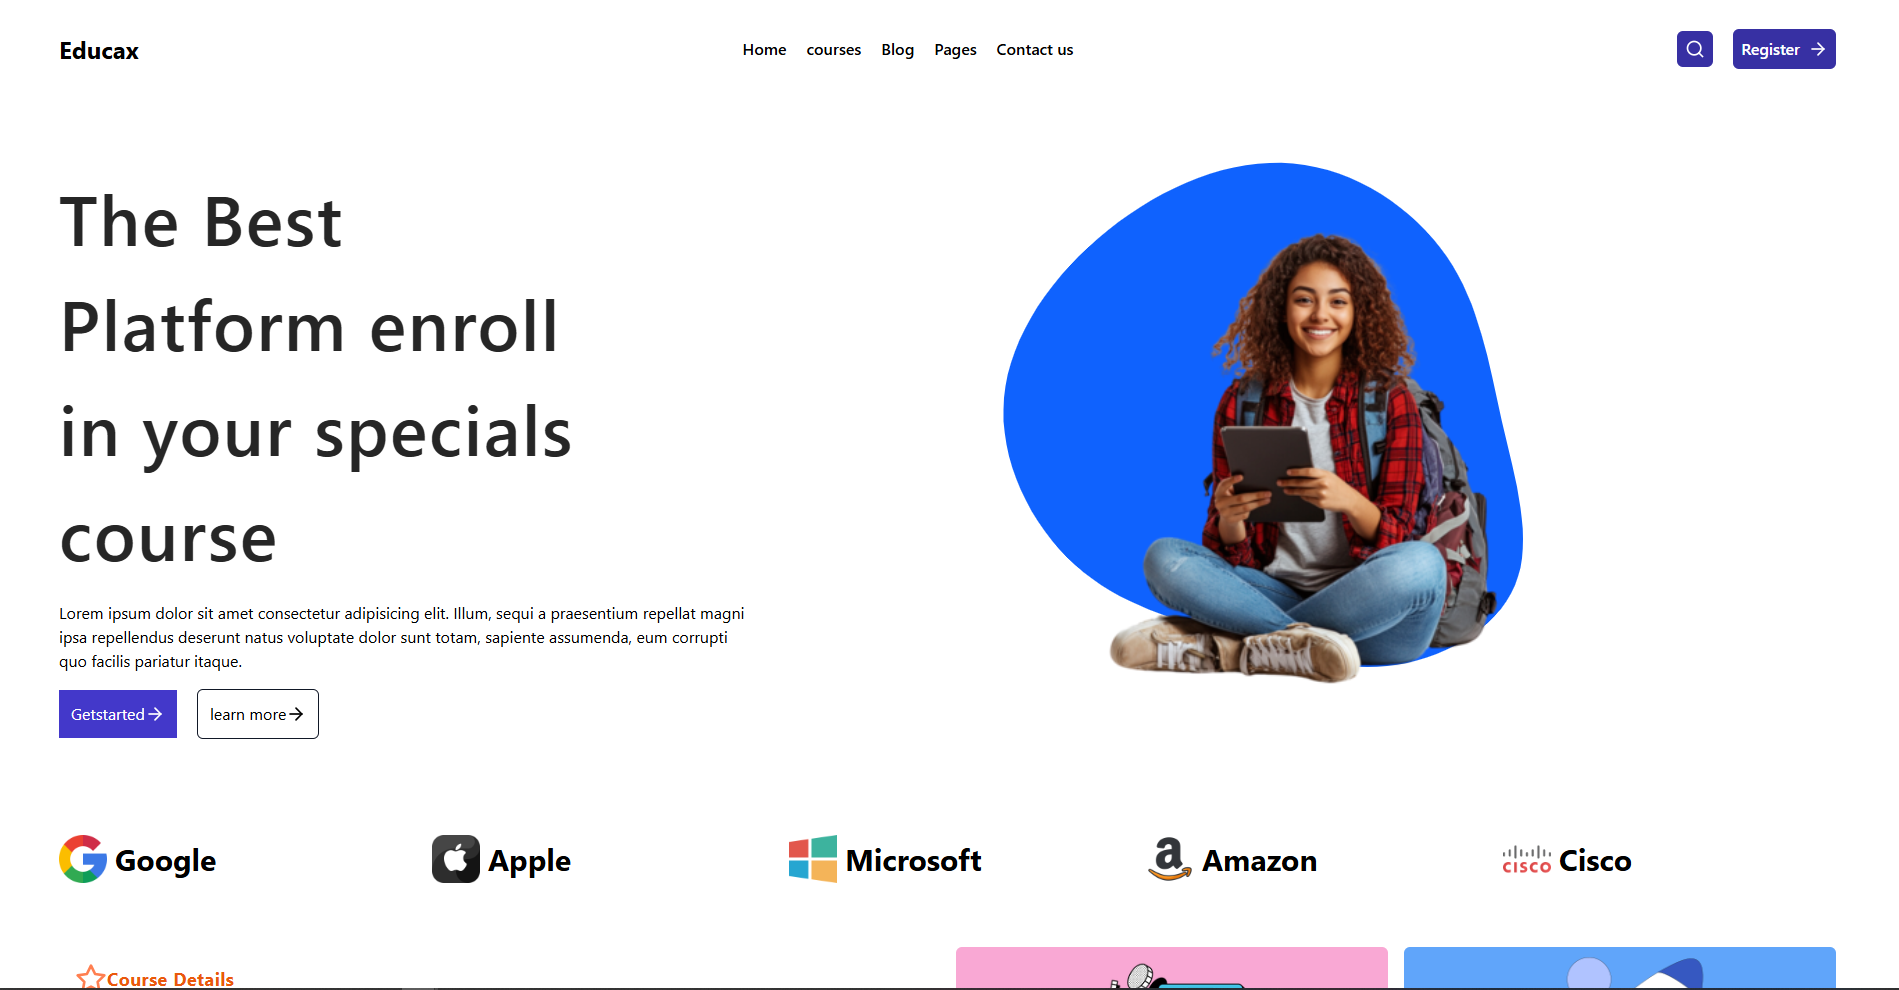 Educax
Home courses Blog Pages Contact us
Register
The Best
Platform enroll
in your specials
course
Lorem ipsum dolor sit amet consectetur adipisicing elit. Illum, sequi a praesentium repellat magni
ipsa repellendus deserunt natus voluptate dolor sunt totam, sapiente assumenda, eum corrupti
quo facilis pariatur itaque.
Getstarted learn more
Google Apple Microsoft Amazon CISCO Cisco
Course Details